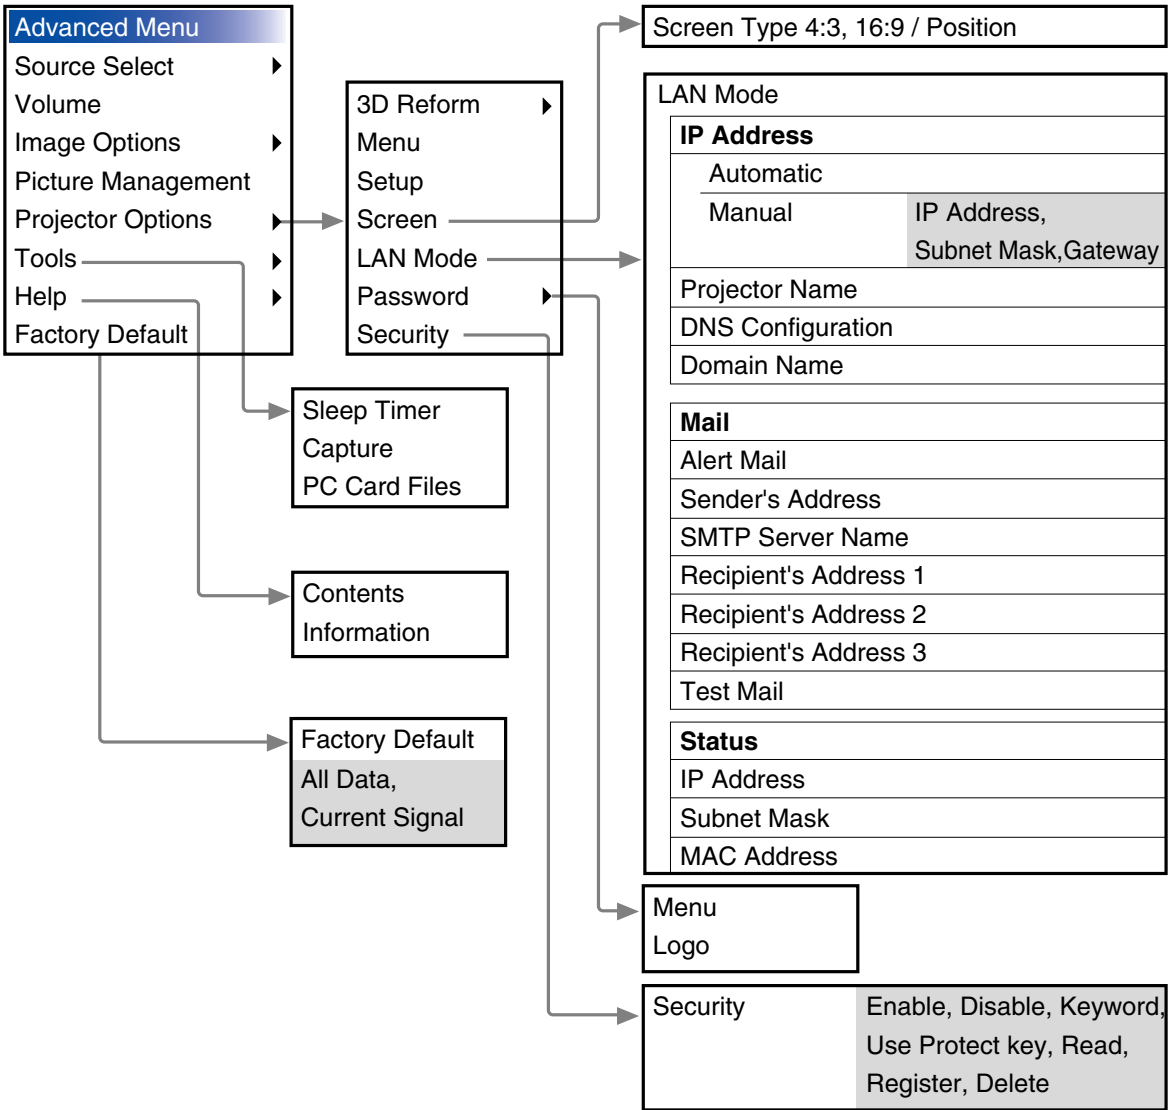 Advanced Menu
Source Select
Volume
Image Options
Picture Management
Projector Options
Tools
Help
Factory Default
3D Reform
Menu
Setup
Screen
LAN Mode
Password
Security
Sleep Timer
Capture
PC Card Files
Contents
Information
Factory Default
All Data,
Current Signal
Screen Type 4:3, 16:9 / Position
LAN Mode
IP Address
Automatic
Manual IP Address,
Subnet Mask,Gateway
Projector Name
DNS Configuration
Domain Name
Mail
Alert Mail
Sender's Address
SMTP Server Name
Recipient's Address 1
Recipient's Address 2
Recipient's Address 3
Test Mail
Status
IP Address
Subnet Mask
MAC Address
Menu
Logo
Security Enable, Disable, Keyword,
Use Protect key, Read,
Register, Delete